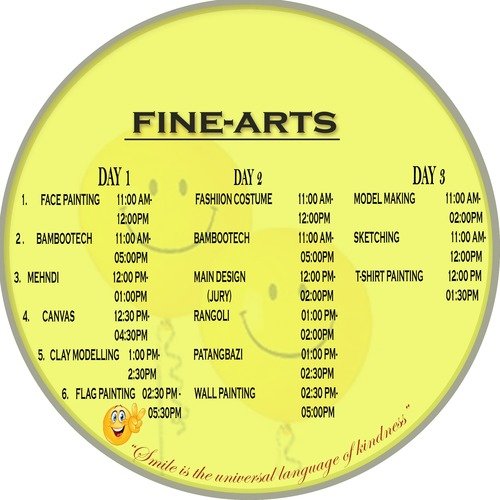 FINE-ARTS
DAY 1
1. FACE PAINTING 11:00 AM-
12:00PM
2. BAMBOOTECH 11:00 AM-
05:00PM
3. MEHNDI 12:00 PM-
01:00PM
4. CANVAS 12:30 PM-
04:30PM
5. CLAY MODELLING 1:00 PM-
2:30PM
6. FLAG PAINTING 02:30 PM-
05:30PM
DAY 2
FASHIION COSTUME 11:00 AM-
12:00PM
BAMBOOTECH 11:00 AM-
05:00PM
MAIN DESIGN 12:00 PM-
(JURY) 02:00PM
RANGOLI 01:00 PM-
02:00PM
PATANGBAZI 01:00 PM-
02:30PM
WALL PAINTING 02:30 PM-
05:00PM
DAY 3
MODEL MAKING 11:00 AM-
02:00PM
SKETCHING 11:00 AM-
12:00PM
T-SHIRT PAINTING 12:00 PM
01:30PM
"Smile is the universal language of kindness"